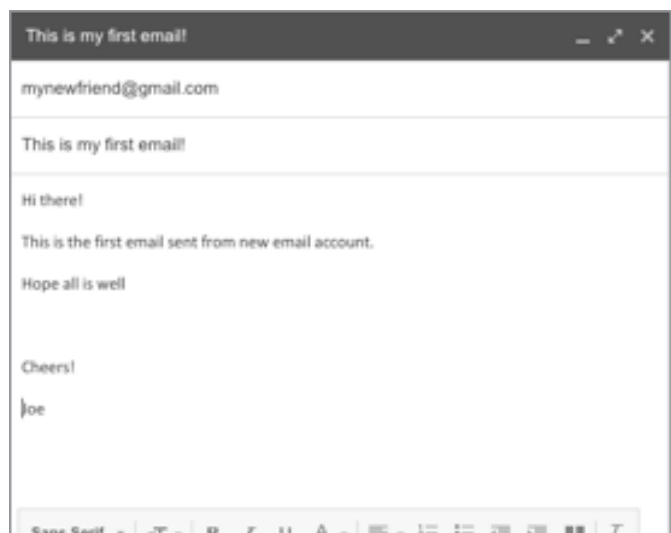 This is my first email!
mynewfriend@gmail.com
This is my first email!
Hi there!
This is the first email sent from new email account.
Hope all is well
Cheers!
Joe
Sans Serif